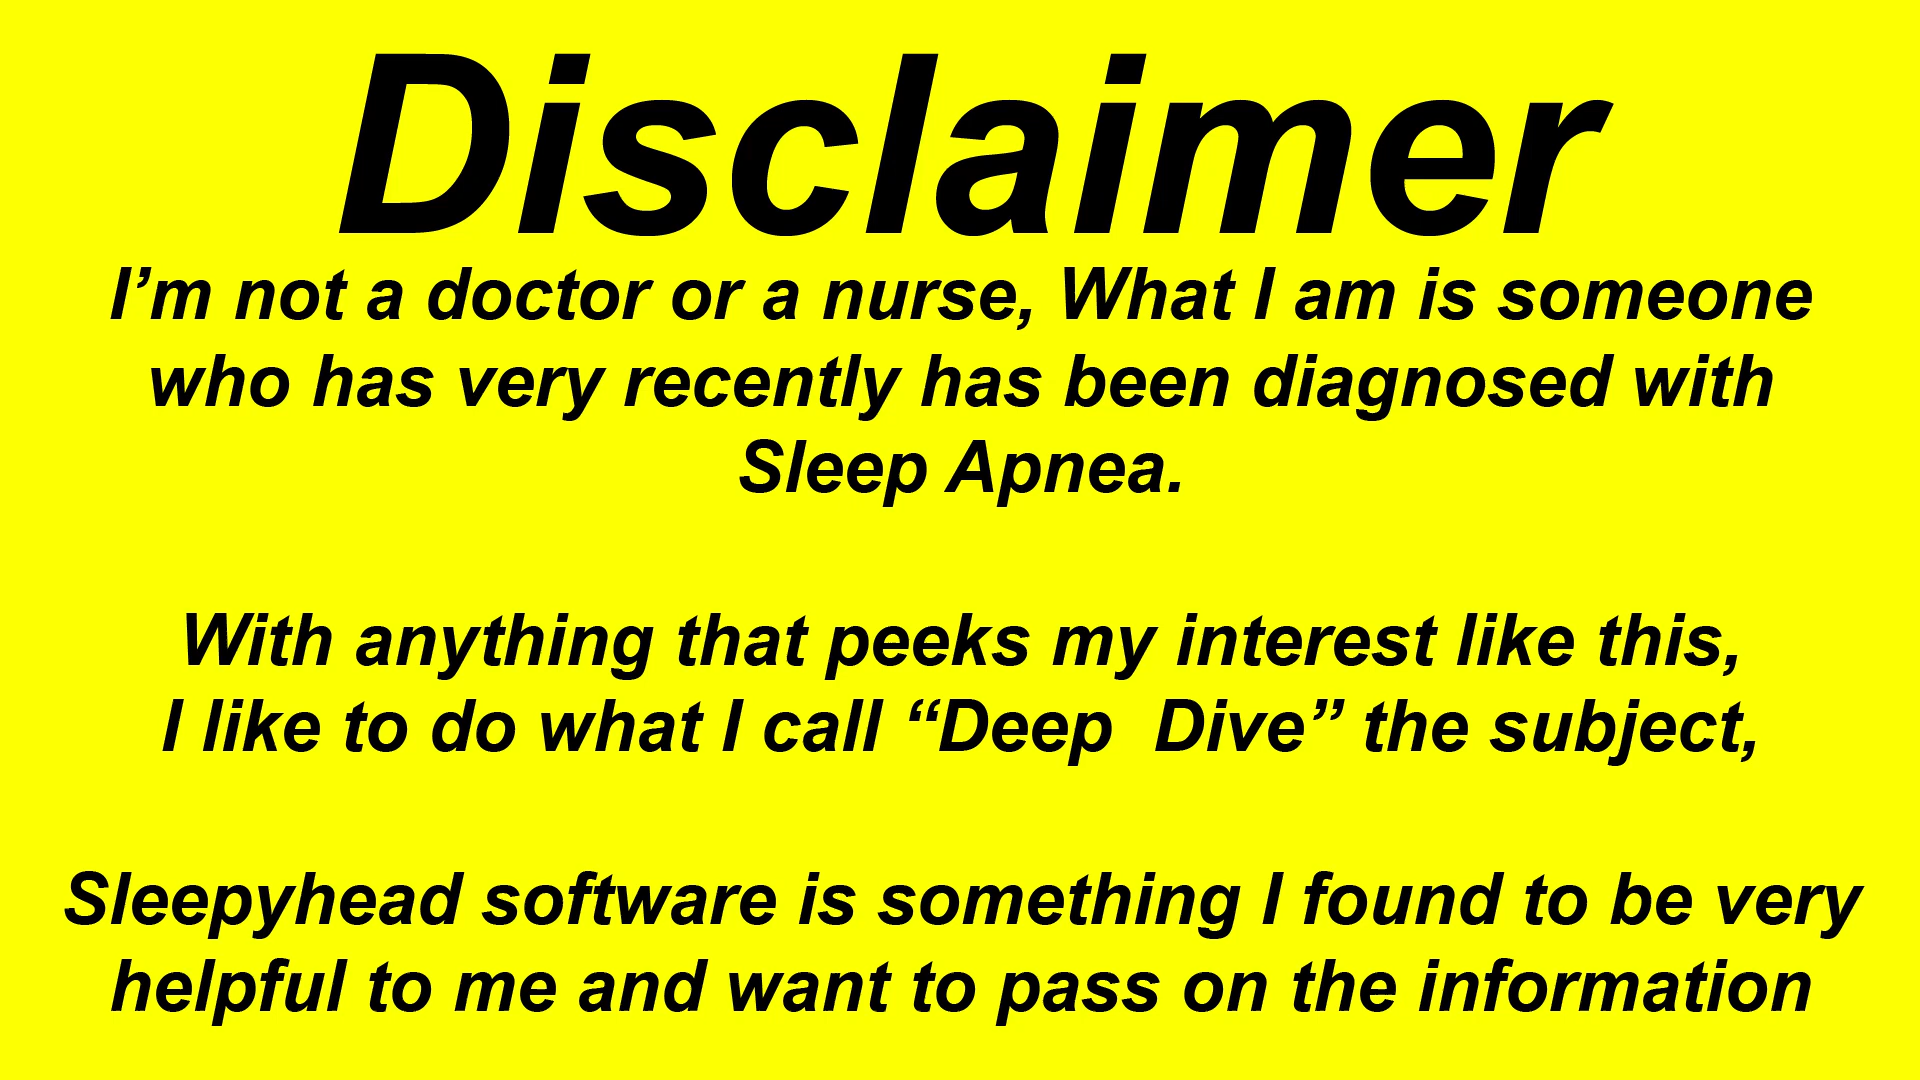 Disclaimer
I’m not a doctor or a nurse, What I am is someone
who has very recently has been diagnosed with
Sleep Apnea.
With anything that peeks my interest like this,
I like to do what I call “Deep  Dive” the subject,
Sleepyhead software is something I found to be very
helpful to me and want to pass on the information